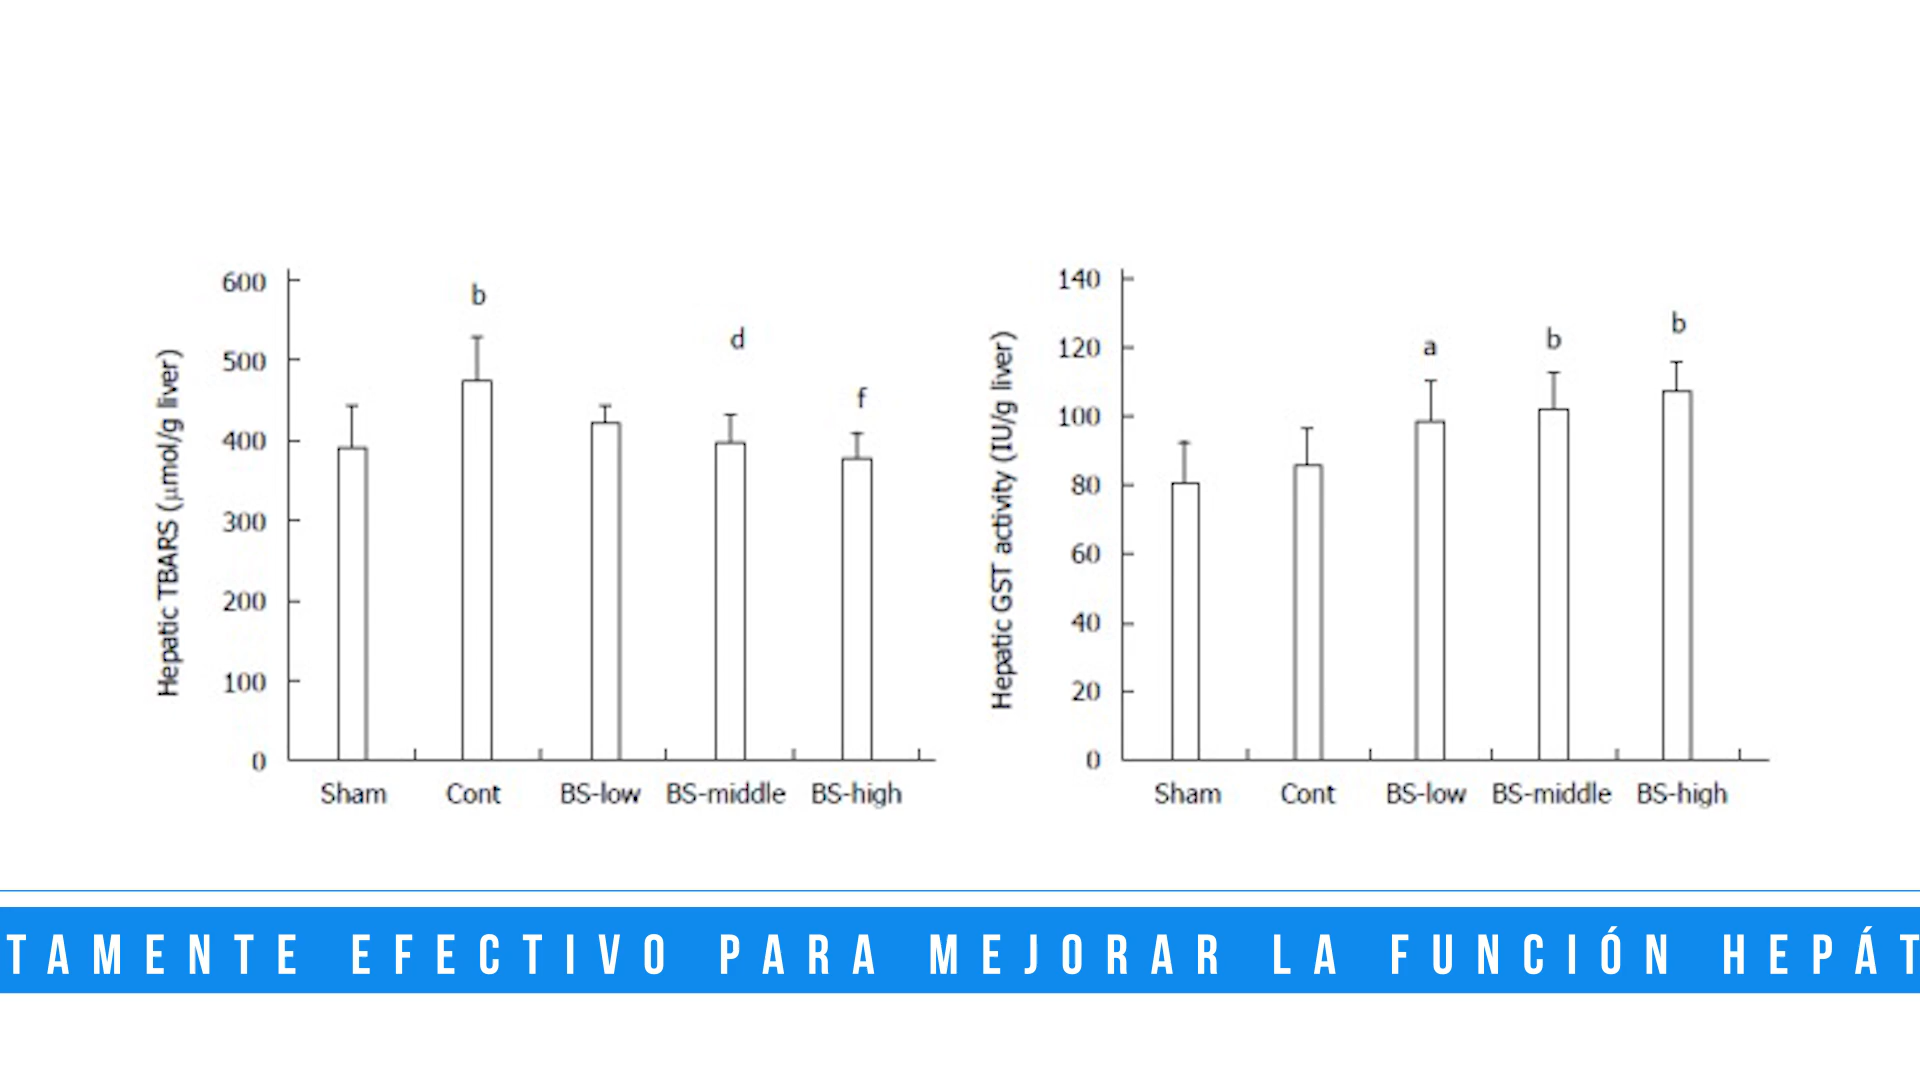 Hepatic TBARS (μmol/g liver)
600
500
400
300
200
100
0
b
d
f
Sham Cont BS-low BS-middle BS-high
Hepatic GST activity (IU/g liver)
140
120
100
80
60
40
20
0
a
b
b
Sham Cont BS-low BS-middle BS-high
TAMENTE EFECTIVO PARA MEJORAR LA FUNCIÓN HEPÁT